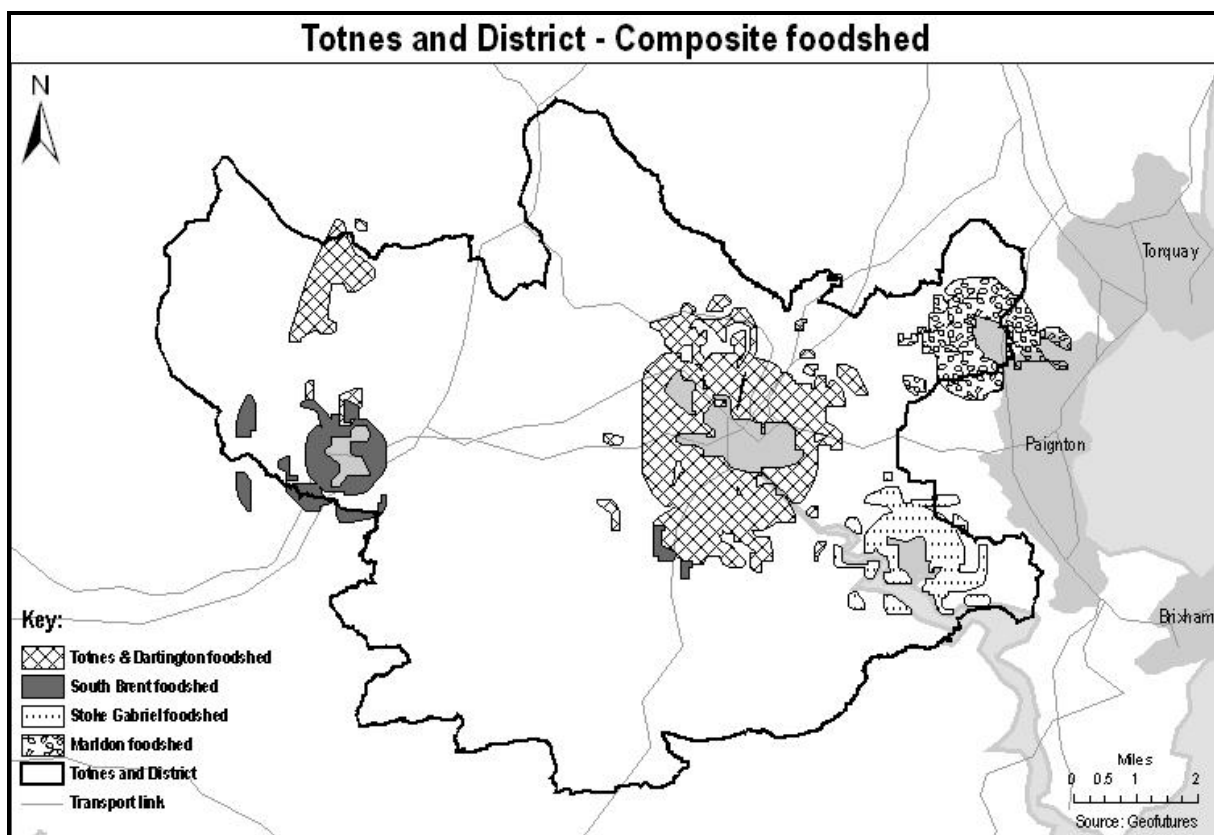 Totnes and District - Composite foodshed
N
Torquay
Paignton
Brixham
Key:
Totnes & Dartington foodshed
South Brent foodshed
Stoke Gabriel foodshed
Marldon foodshed
Totnes and District
Transport link
Miles
0 0.5 1 2
Source: Geofutures